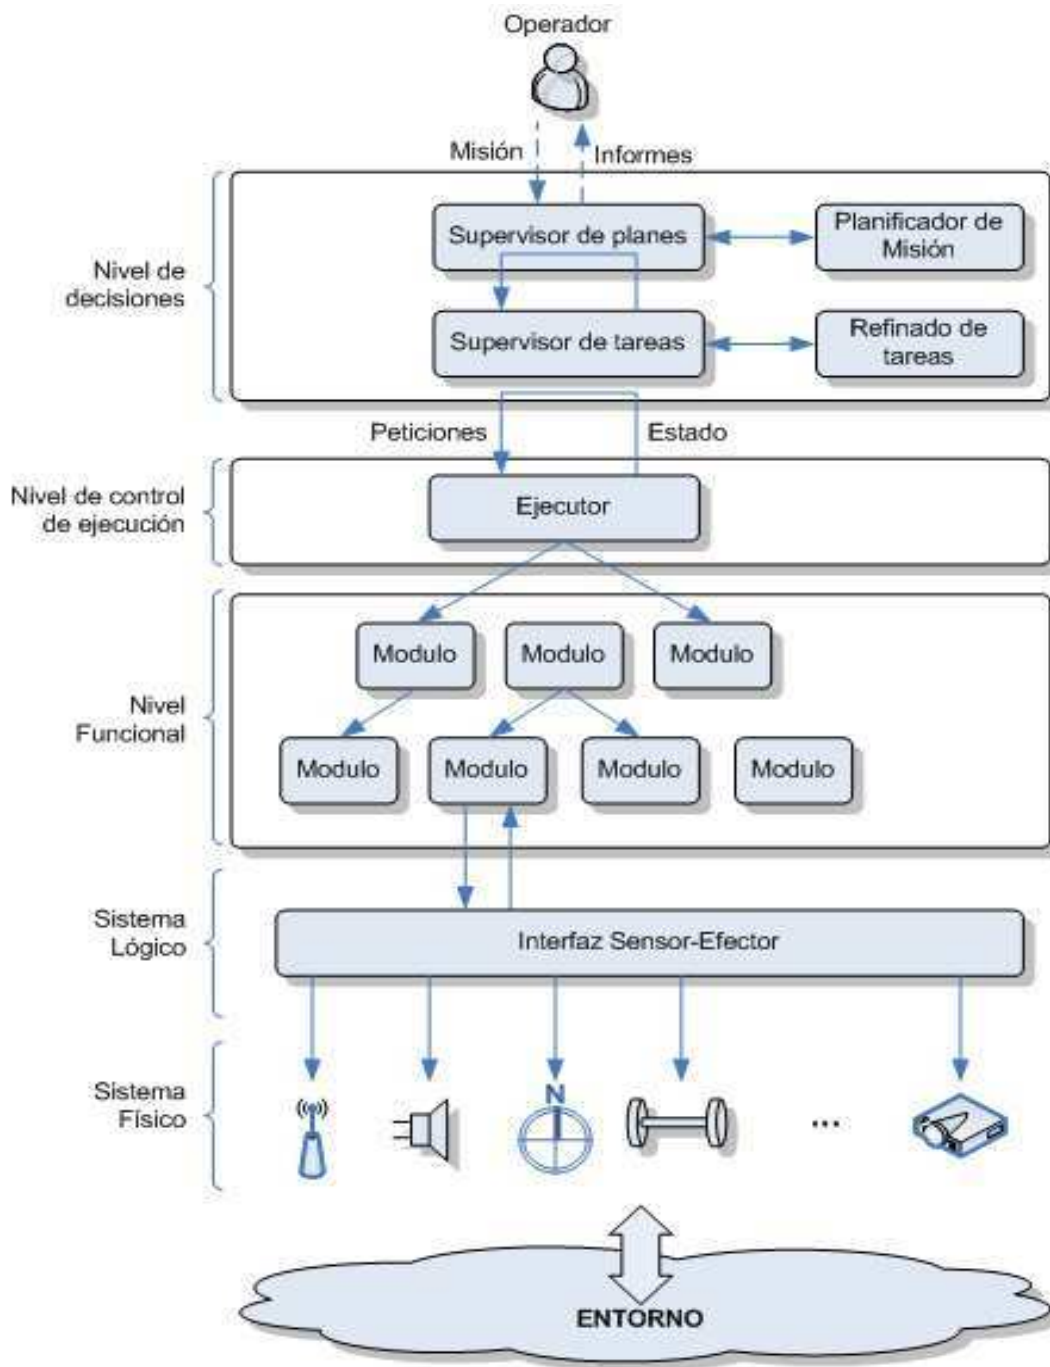 Operador
Misión
Informes
Nivel de
decisiones
Supervisor de planes
Planificador de
Misión
Supervisor de tareas
Refinado de
tareas
Peticiones
Estado
Nivel de control
de ejecución
Ejecutor
Nivel
Funcional
Modulo
Modulo
Modulo
Modulo
Modulo
Modulo
Modulo
Sistema
Lógico
Interfaz Sensor-Efector
Sistema
Físico
N
...
ENTORNO